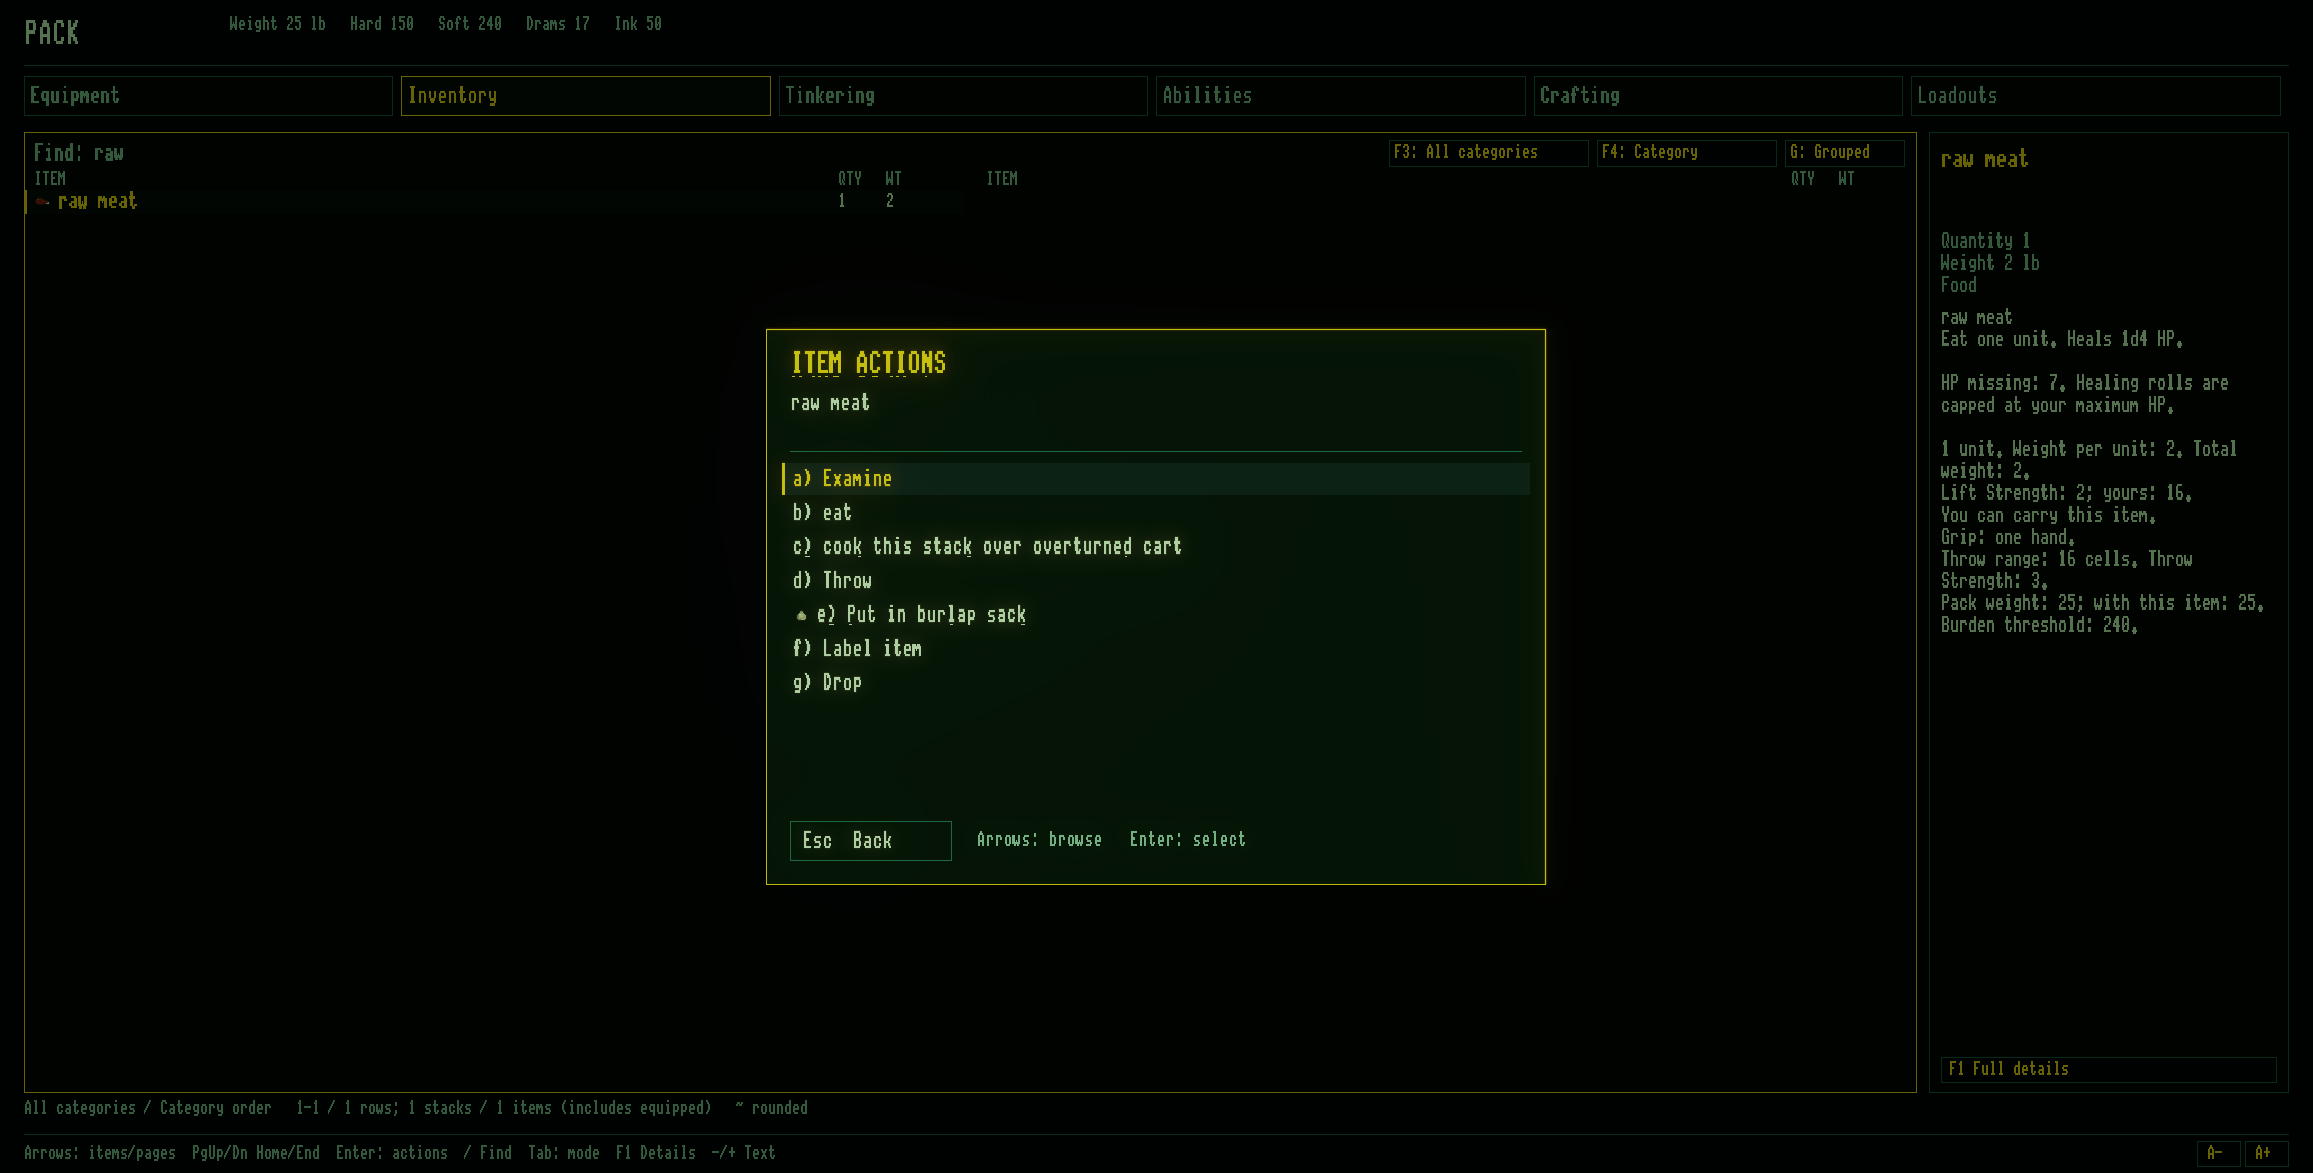 PACK
Weight 25 lb Hard 150 Soft 240 Drams 17 Ink 50
Equipment
Inventory
Tinkering
Abilities
Crafting
Loadouts
Find: raw
F3: All categories
F4: Category
G: Grouped
ITEM QTY WT ITEM QTY WT
raw meat 1 2
raw meat
Quantity 1
Weight 2 lb
Food
raw meat
Eat one unit. Heals 1d4 HP.
HP missing: 7. Healing rolls are
capped at your maximum HP.
1 unit. Weight per unit: 2. Total
weight: 2.
Lift Strength: 2; yours: 16.
You can carry this item.
Grip: one hand.
Throw range: 16 cells. Throw
Strength: 3.
Pack weight: 25; with this item: 25.
Burden threshold: 240.
F1 Full details
ITEM ACTIONS
raw meat
a) Examine
b) eat
c) cook this stack over overturned cart
d) Throw
e) Put in burlap sack
f) Label item
g) Drop
Esc Back
Arrows: browse Enter: select
All categories / Category order 1-1 / 1 rows; 1 stacks / 1 items (includes equipped) ~ rounded
Arrows: items/pages PgUp/Dn Home/End Enter: actions / Find Tab: mode F1 Details -/+ Text
A-
A+